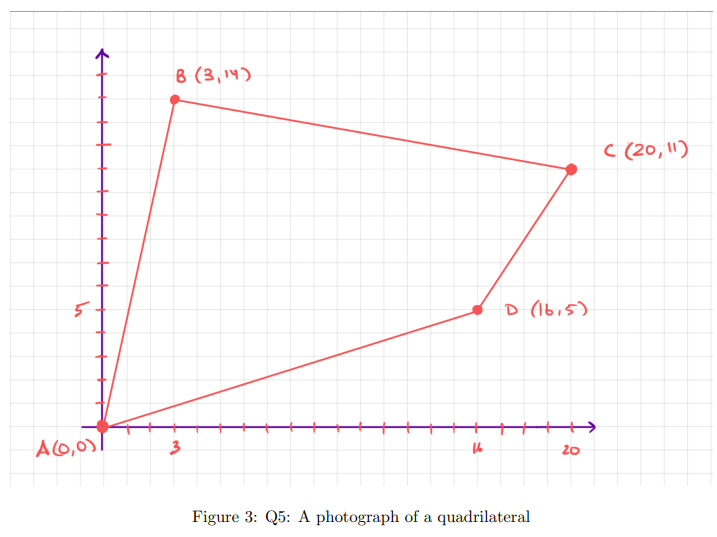 B (3,14)
C (20,11)
5
D (16,5)
A(0,0)
3
16
20
Figure 3: Q5: A photograph of a quadrilateral